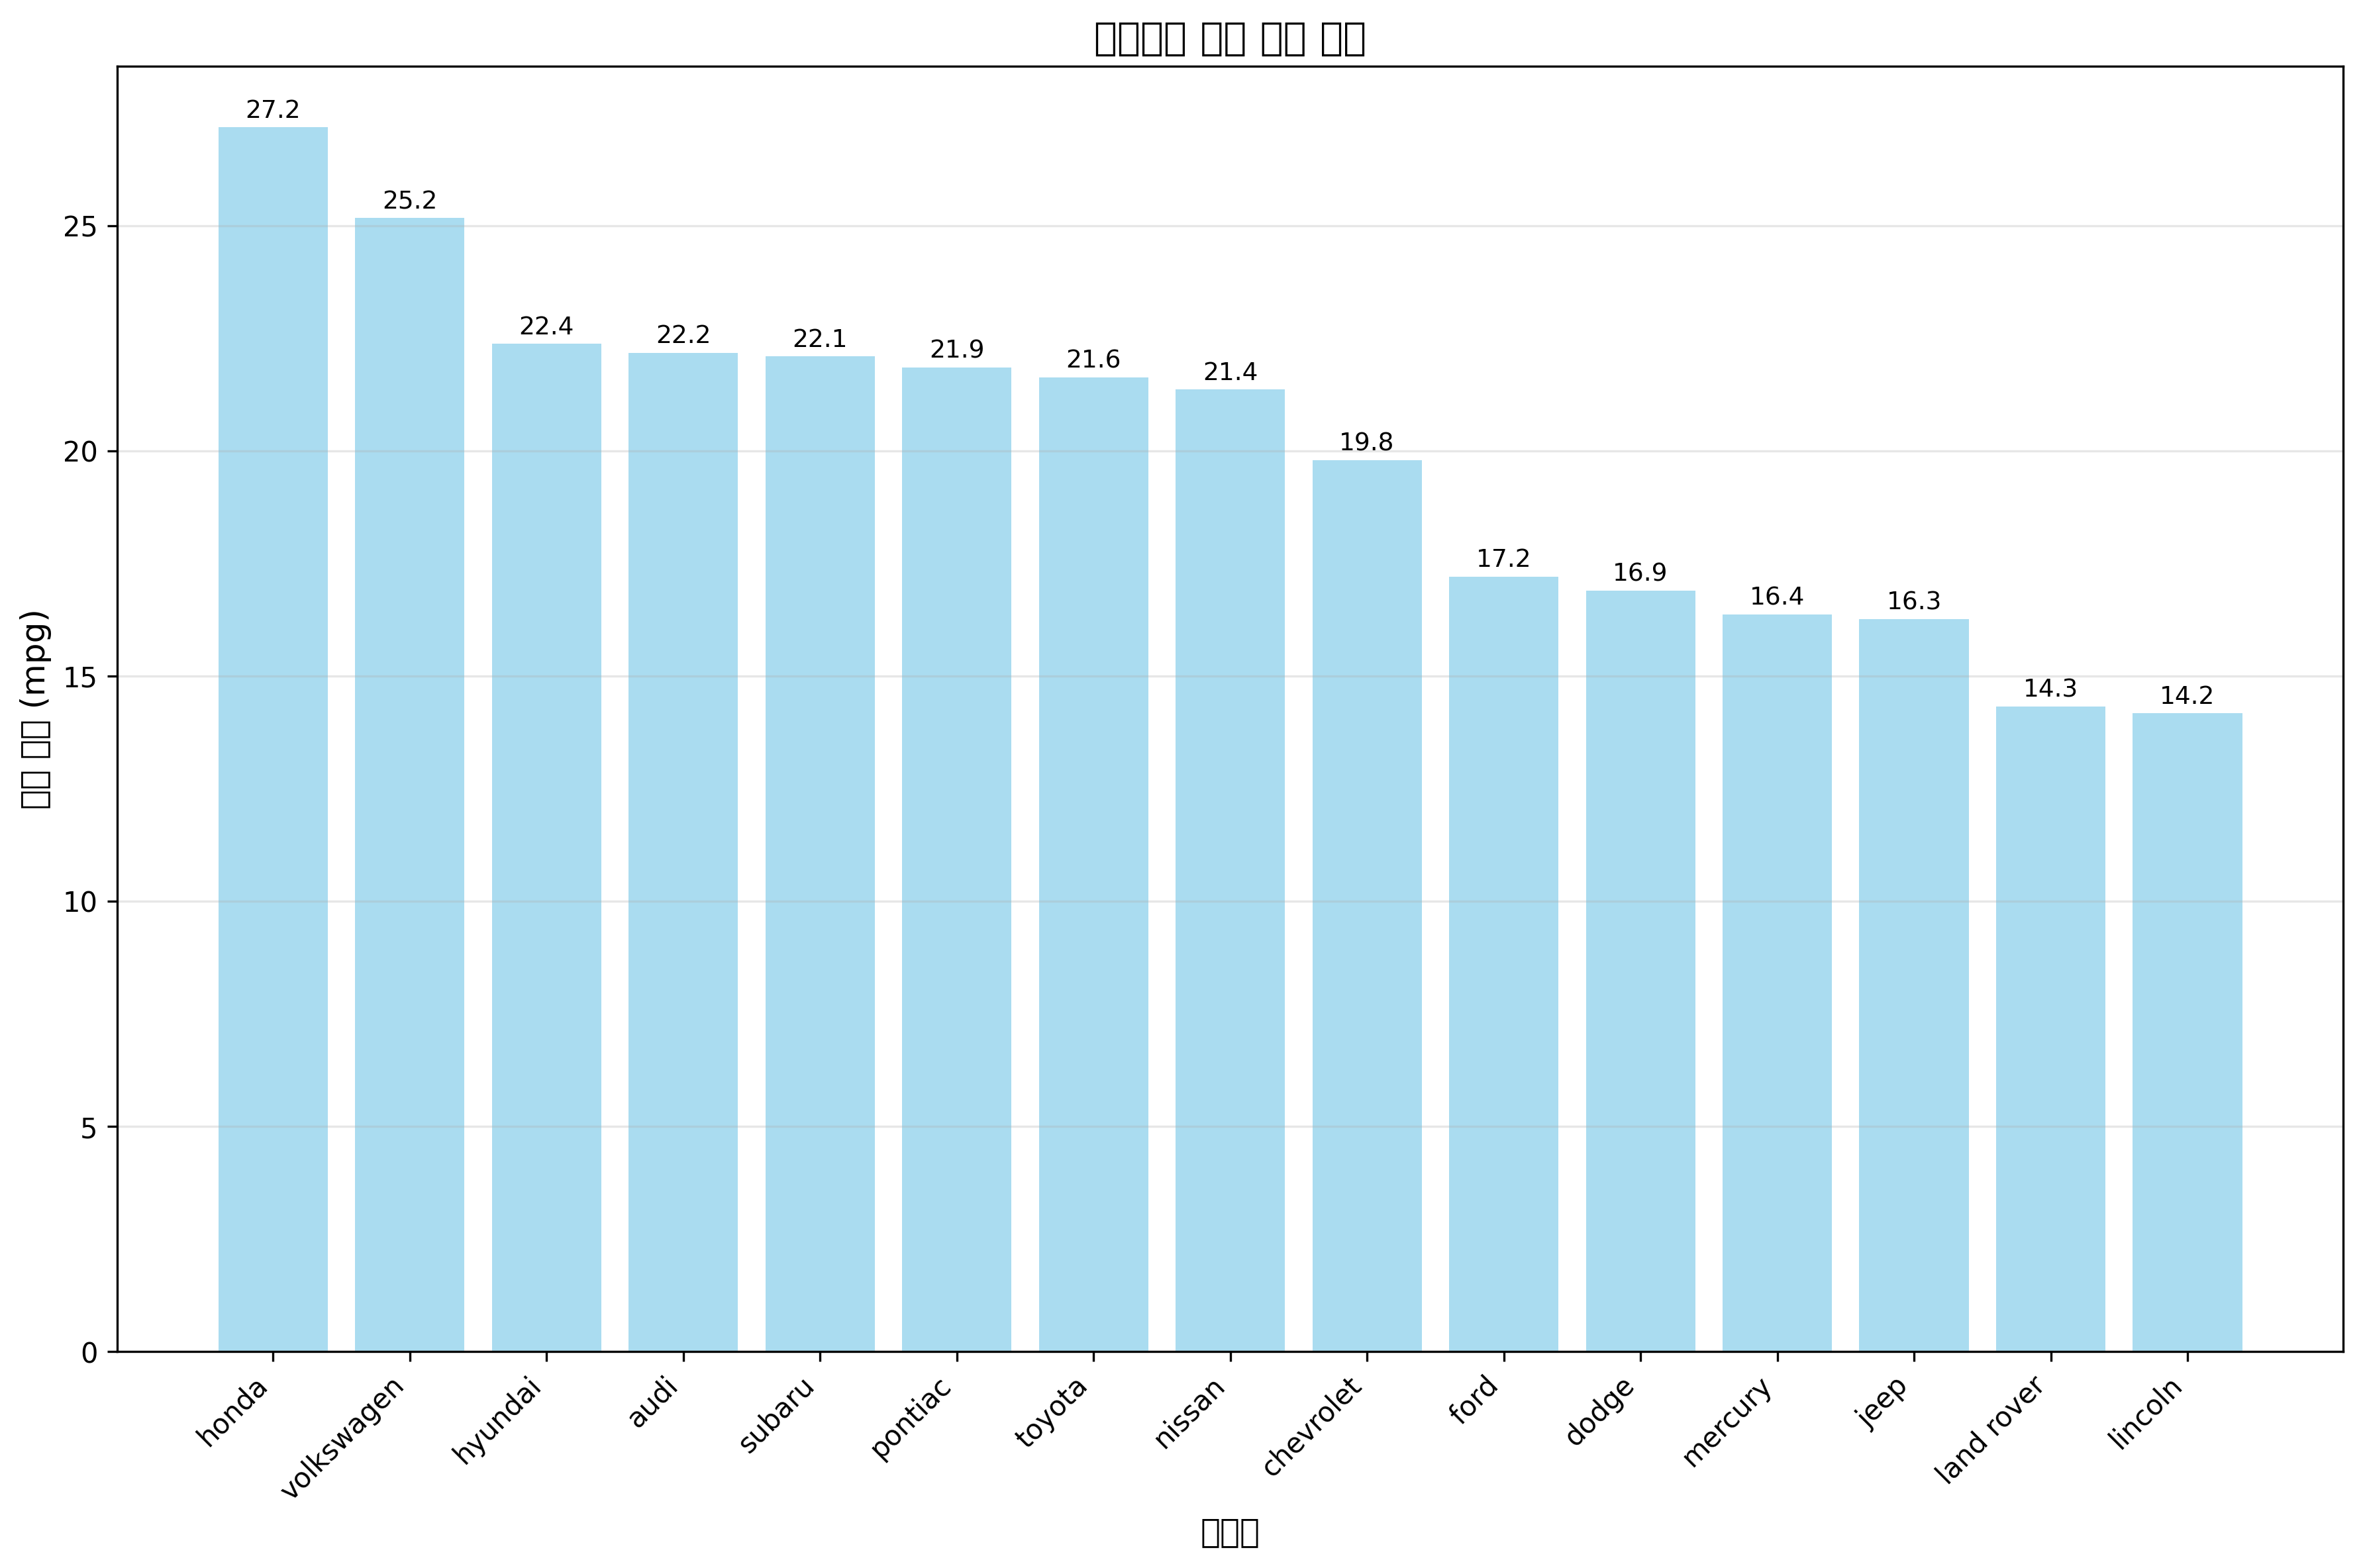 27.2
25.2
22.4
22.2
22.1
21.9
21.6
21.4
19.8
17.2
16.9
16.4
16.3
14.3
14.2
25
20
15
10
5
0
(mpg)
honda
volkswagen
hyundai
audi
subaru
pontiac
toyota
nissan
chevrolet
ford
dodge
mercury
jeep
land rover
lincoln